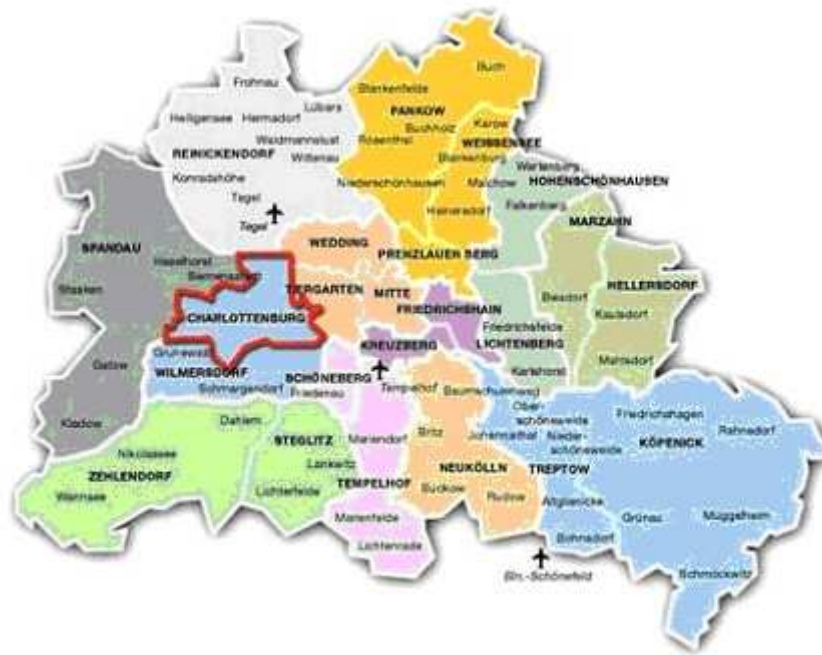 Buch
Frohnau
Blankenfelde
PANKOW
Lübars
Heiligensee
Hermsdorf
Buchholz
Karow
Waidmannslust
Rosenthal
WEISSENSEE
REINICKENDORF
Wittenau
Blankenburg
Wartenberg
Konradshöhe
Niederschönhausen
Malchow
HOHENSCHÖNHAUSEN
Tegel
Heinersdorf
Falkenberg
MARZAHN
Tegel
SPANDAU
WEDDING
PRENZLAUER BERG
Haselhorst
Siemensstadt
HELLERSDORF
Staaken
TIERGARTEN
MITTE
Biesdorf
FRIEDRICHSHAIN
Kaulsdorf
CHARLOTTENBURG
Friedrichsfelde
LICHTENBERG
KREUZBERG
Grunewald
Mahlsdorf
Gatow
WILMERSDORF
SCHÖNEBERG
Karlshorst
Schmargendorf
Friedenau
Tempelhof
Baumschulenweg
Kladow
Dahlem
Ober-
schöneweide
Friedrichshagen
Rahnsdorf
Nikolassee
STEGLITZ
Mariendorf
Britz
Johannisthal
Nieder-
schöneweide
KÖPENICK
ZEHLENDORF
Lankwitz
NEUKÖLLN
TREPTOW
Wannsee
Lichterfelde
TEMPELHOF
Buckow
Rudow
Altglienicke
Marienfelde
Grünau
Müggelheim
Lichtenrade
Bohnsdorf
Bln.-Schönefeld
Schmöckwitz